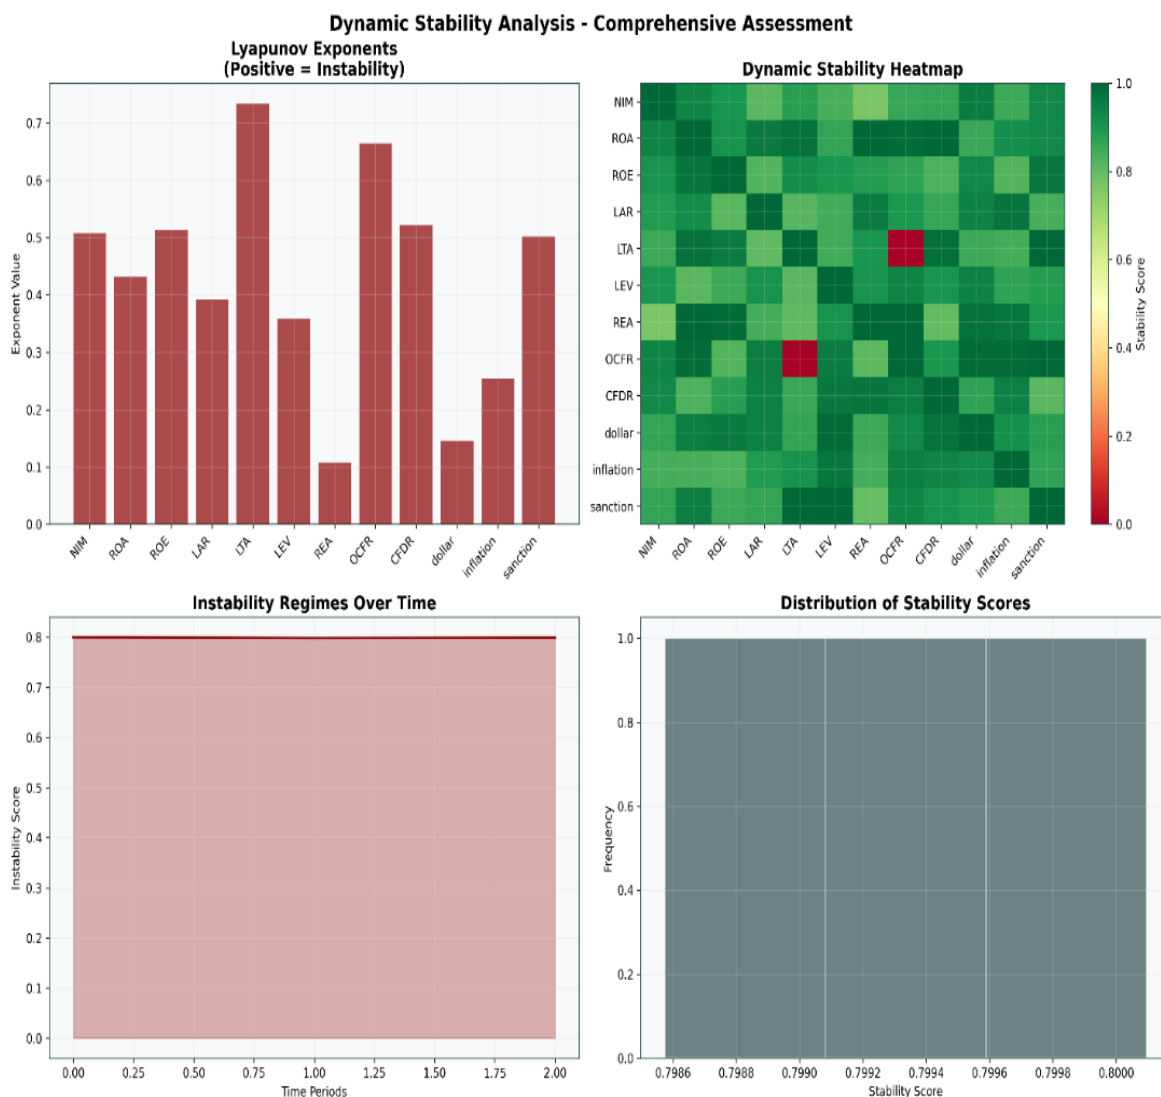 Dynamic Stability Analysis - Comprehensive Assessment
Lyapunov Exponents
(Positive = Instability)
Exponent Value
0.7
0.6
0.5
0.4
0.3
0.2
0.1
0.0
NIM
ROA
ROE
LAR
LTA
LEV
REA
OCFR
CFDR
dollar
inflation
sanction
Dynamic Stability Heatmap
NIM
ROA
ROE
LAR
LTA
LEV
REA
OCFR
CFDR
dollar
inflation
sanction
NIM
ROA
ROE
LAR
LTA
LEV
REA
OCFR
CFDR
dollar
inflation
sanction
1.0
0.8
0.6
0.4
0.2
0.0
Stability Score
Instability Regimes Over Time
Instability Score
0.8
0.7
0.6
0.5
0.4
0.3
0.2
0.1
0.0
0.00
0.25
0.50
0.75
1.00
1.25
1.50
1.75
2.00
Time Periods
Distribution of Stability Scores
Frequency
1.0
0.8
0.6
0.4
0.2
0.0
0.7986
0.7988
0.7990
0.7992
0.7994
0.7996
0.7998
0.8000
Stability Score